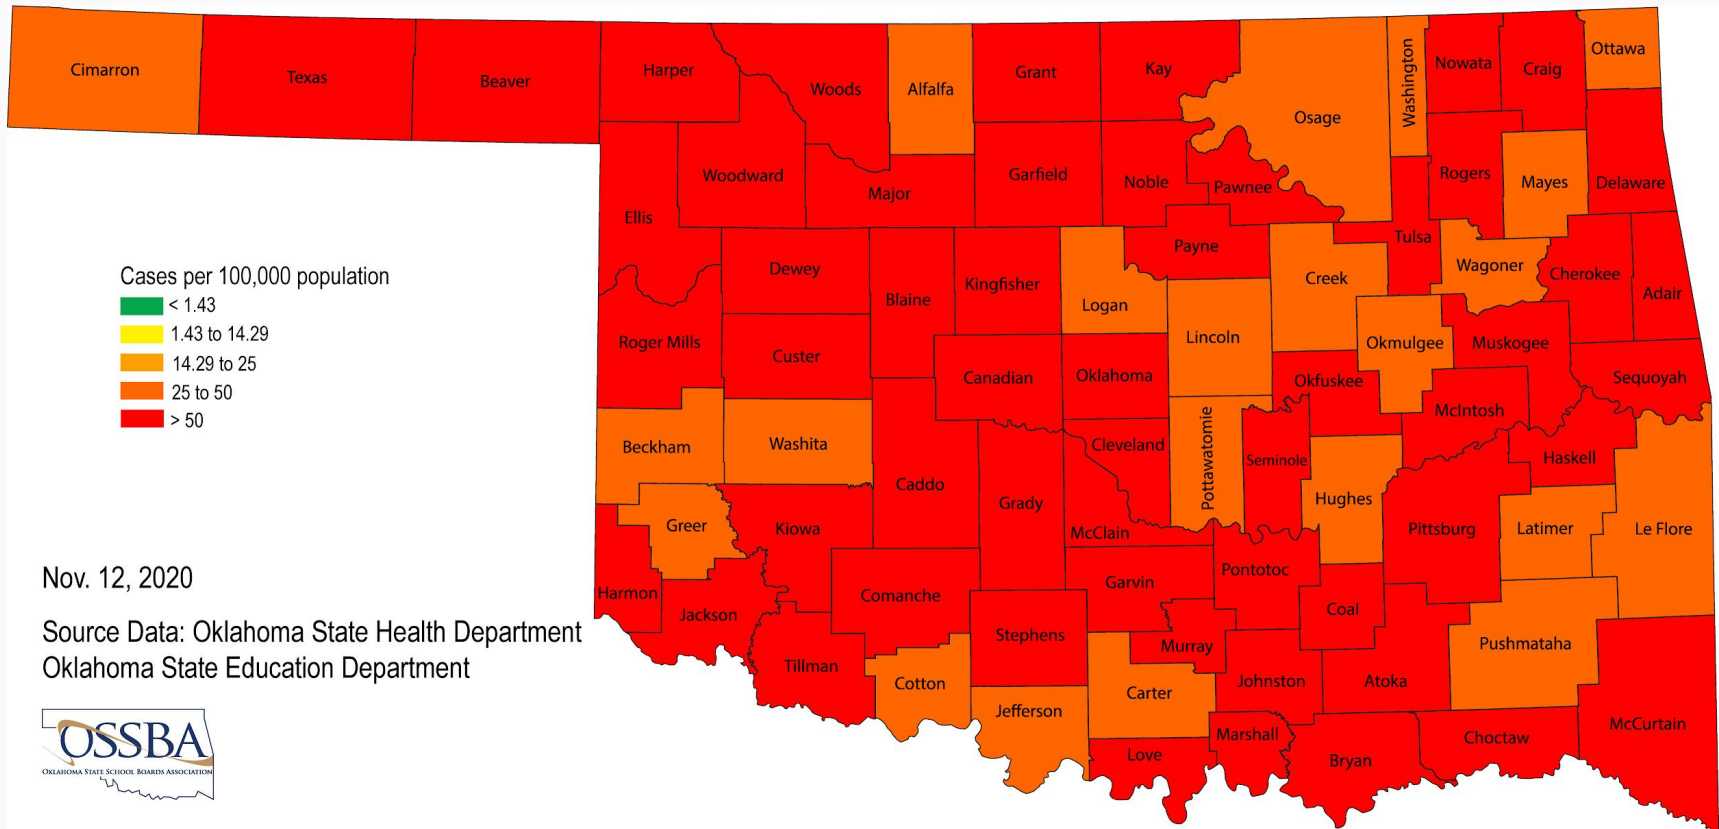 Cimarron
Texas
Beaver
Harper
Woods
Alfalfa
Grant
Kay
Osage
Washington
Nowata
Craig
Ottawa
Ellis
Woodward
Major
Garfield
Noble
Pawnee
Rogers
Mayes
Delaware
Dewey
Blaine
Kingfisher
Logan
Payne
Creek
Tulsa
Wagoner
Cherokee
Adair
Cases per 100,000 population
< 1.43
1.43 to 14.29
14.29 to 25
25 to 50
> 50
Roger Mills
Custer
Canadian
Oklahoma
Lincoln
Okfuskee
Okmulgee
Muskogee
McIntosh
Sequoyah
Beckham
Washita
Caddo
Grady
Cleveland
Pottawatomie
Seminole
Hughes
Pittsburg
Haskell
Latimer
Le Flore
Greer
Kiowa
McClain
Harmon
Jackson
Comanche
Stephens
Garvin
Pontotoc
Coal
Murray
Pushmataha
Tillman
Cotton
Jefferson
Carter
Johnston
Atoka
McCurtain
Love
Marshall
Bryan
Choctaw
Nov. 12, 2020
Source Data: Oklahoma State Health Department
Oklahoma State Education Department
OSSBA
OKLAHOMA STATE SCHOOL BOARDS ASSOCIATION